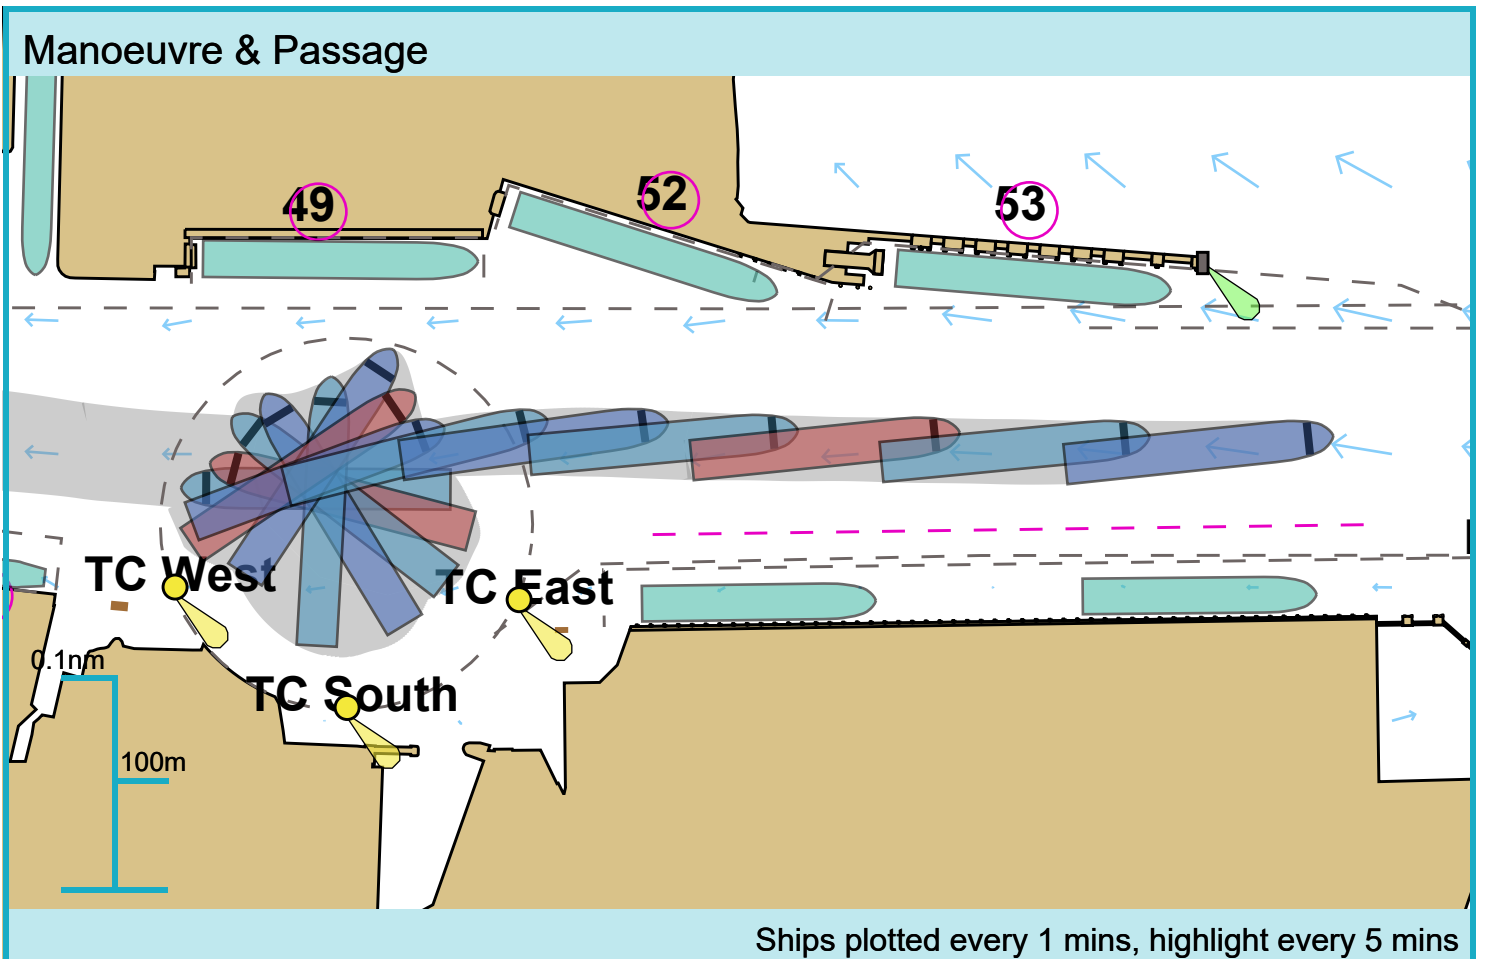 Manoeuvre & Passage
49
52
53
TC West
TC East
TC South
0.1nm
100m
Ships plotted every 1 mins, highlight every 5 mins